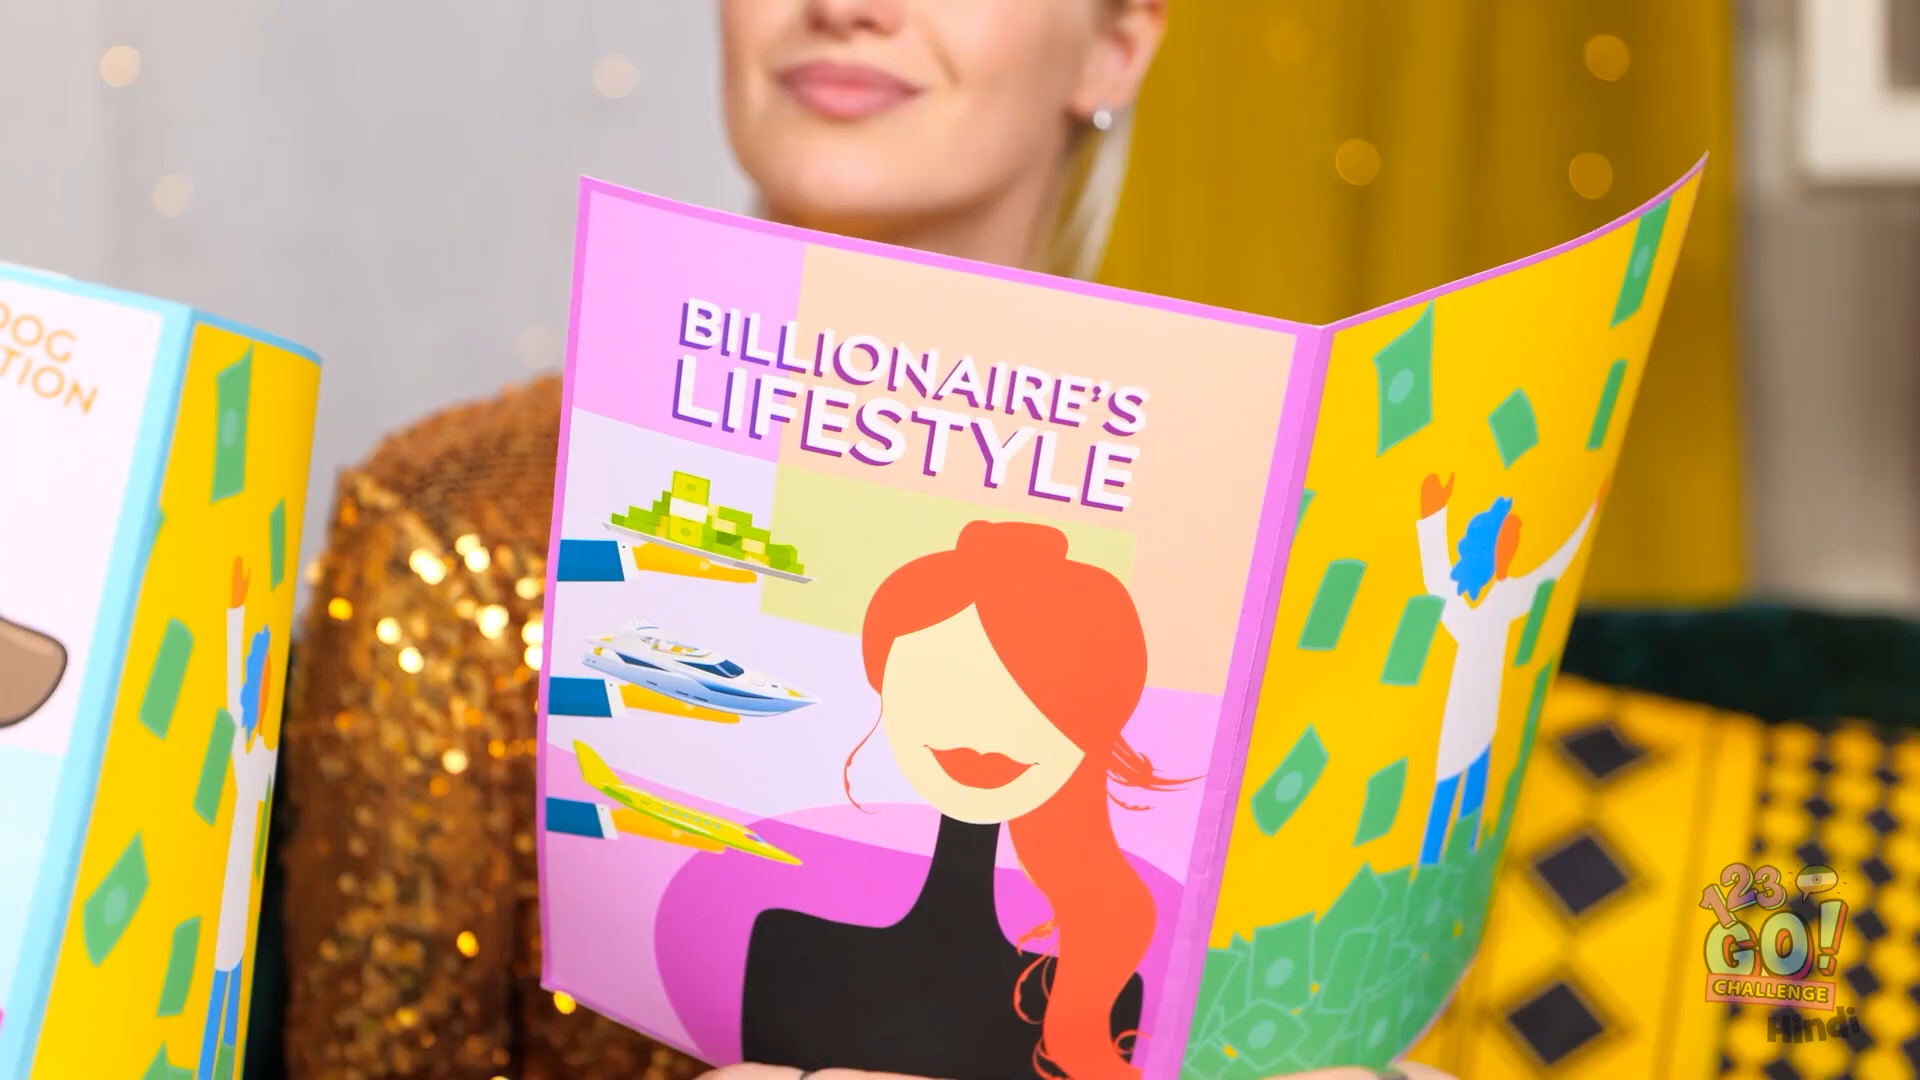 DOG
TION
BILLIONAIRE'S
LIFESTYLE
123
GO!
CHALLENGE
Hindi